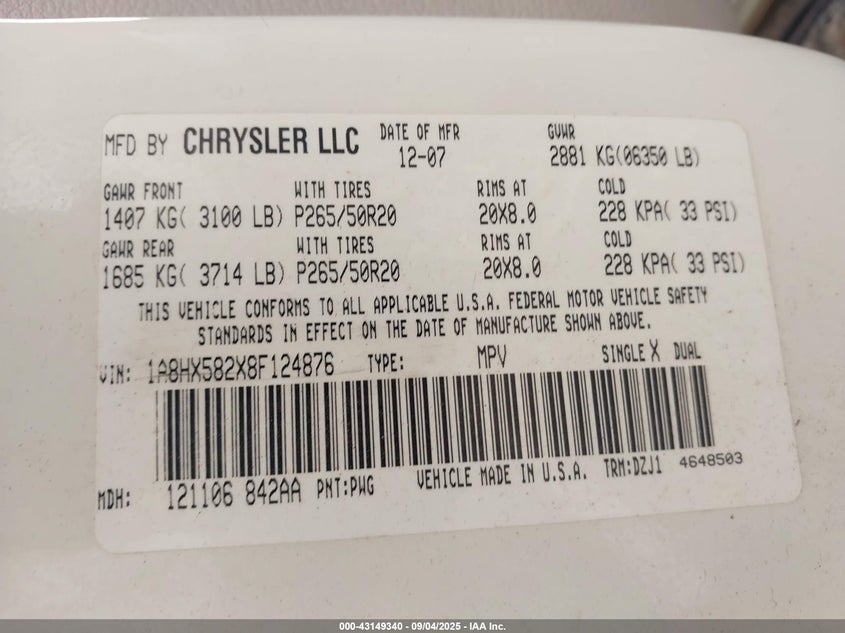 MFD BY CHRYSLER LLC DATE OF MFR 12-07 GVWR 2881 KG(06350 LB)
GAWR FRONT WITH TIRES RIMS AT COLD
1407 KG( 3100 LB) P265/50R20 20X8.0 228 KPA( 33 PSI)
GAWR REAR WITH TIRES RIMS AT COLD
1685 KG( 3714 LB) P265/50R20 20X8.0 228 KPA( 33 PSI)
THIS VEHICLE CONFORMS TO ALL APPLICABLE U.S.A. FEDERAL MOTOR VEHICLE SAFETY
STANDARDS IN EFFECT ON THE DATE OF MANUFACTURE SHOWN ABOVE.
VIN: 1A8HX582X8F124876 TYPE: MPV SINGLE X DUAL
MDH: 121106 842AA PNT:PWG VEHICLE MADE IN U.S.A. TRM:DZJ1 4648503
000-43149340 - 09/04/2025 - IAA Inc.